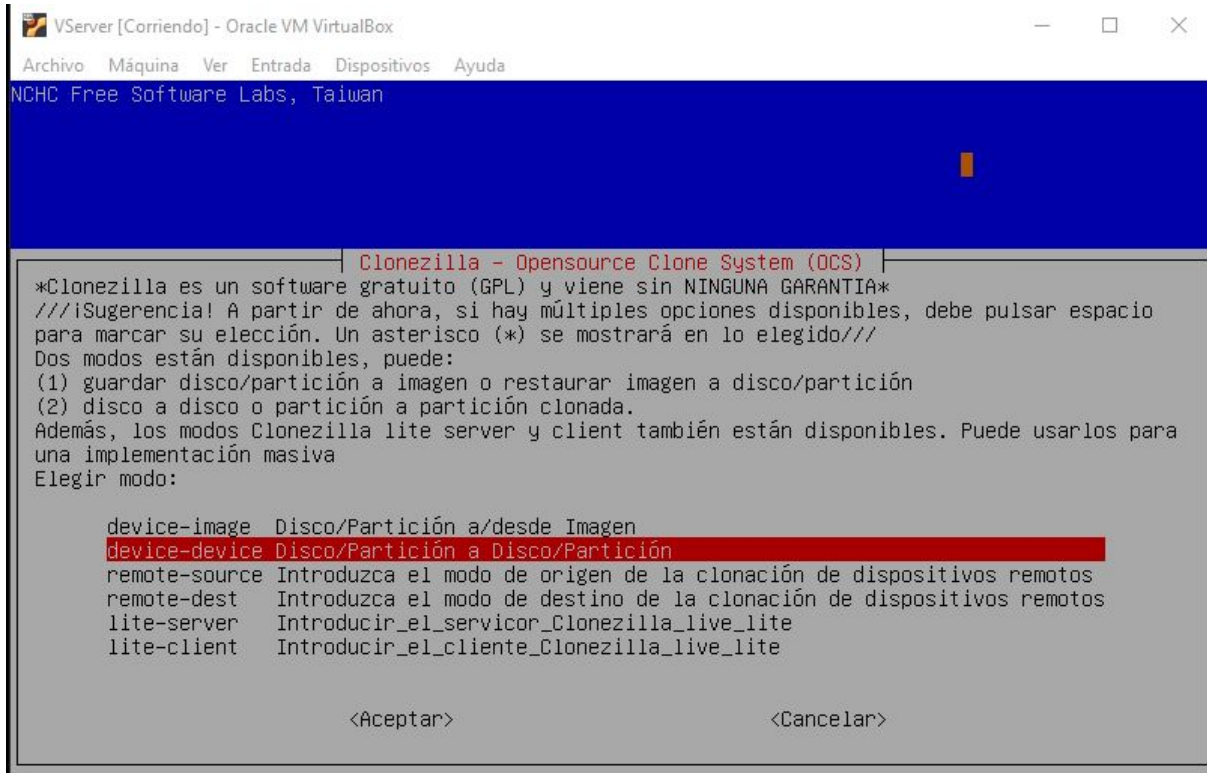 VServer [Corriendo] - Oracle VM VirtualBox
Archivo Máquina Ver Entrada Dispositivos Ayuda
NCHC Free Software Labs, Taiwan
Clonezilla - Opensource Clone System (OCS)
*Clonezilla es un software gratuito (GPL) y viene sin NINGUNA GARANTIA*
///¡Sugerencia! A partir de ahora, si hay múltiples opciones disponibles, debe pulsar espacio
para marcar su elección. Un asterisco (*) se mostrará en lo elegido///
Dos modos están disponibles, puede:
(1) guardar disco/partición a imagen o restaurar imagen a disco/partición
(2) disco a disco o partición a partición clonada.
Además, los modos Clonezilla lite server y client también están disponibles. Puede usarlos para
una implementación masiva
Elegir modo:
device-image Disco/Partición a/desde Imagen
device-device Disco/Partición a Disco/Partición
remote-source Introduzca el modo de origen de la clonación de dispositivos remotos
remote-dest Introduzca el modo de destino de la clonación de dispositivos remotos
lite-server Introducir_el_servicor_Clonezilla_live_lite
lite-client Introducir_el_cliente_Clonezilla_live_lite
<Aceptar> <Cancelar>